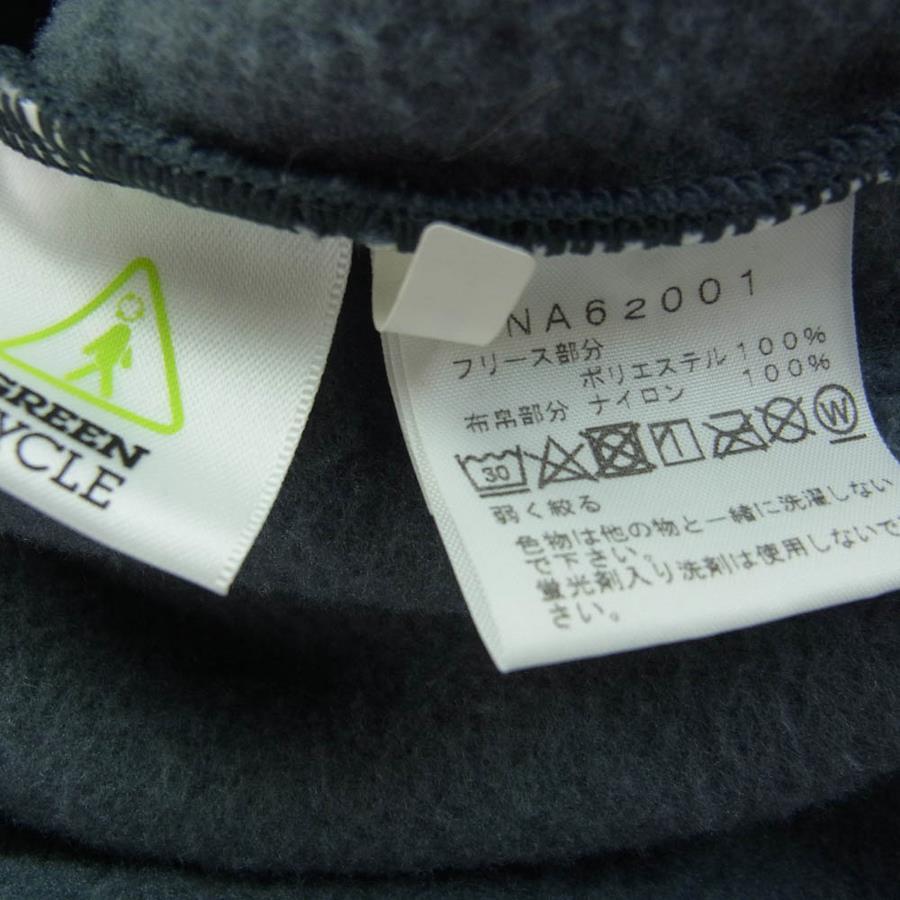 GREEN
YCLE
NA62001
フリース部分
ポリエステル 100%
布帛部分 ナイロン 100%
30 W
弱く絞る
色物は他の物と一緒に洗濯しない
で下さい。
蛍光剤入り洗剤は使用しないで
さい。